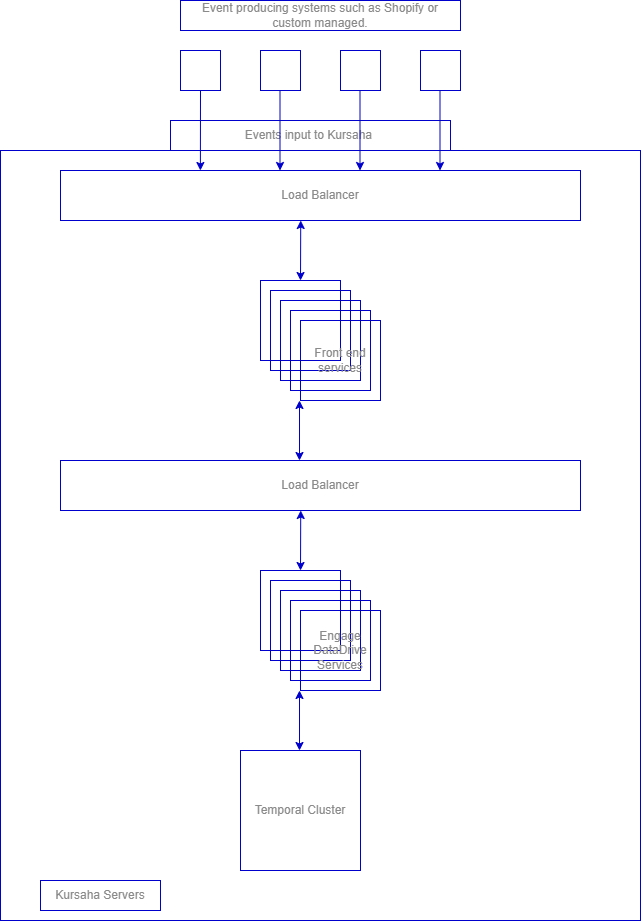 Event producing systems such as Shopify or
custom managed.
Events input to Kursaha
Load Balancer
Front end
services
Load Balancer
Engage
DataDrive
Services
Temporal Cluster
Kursaha Servers